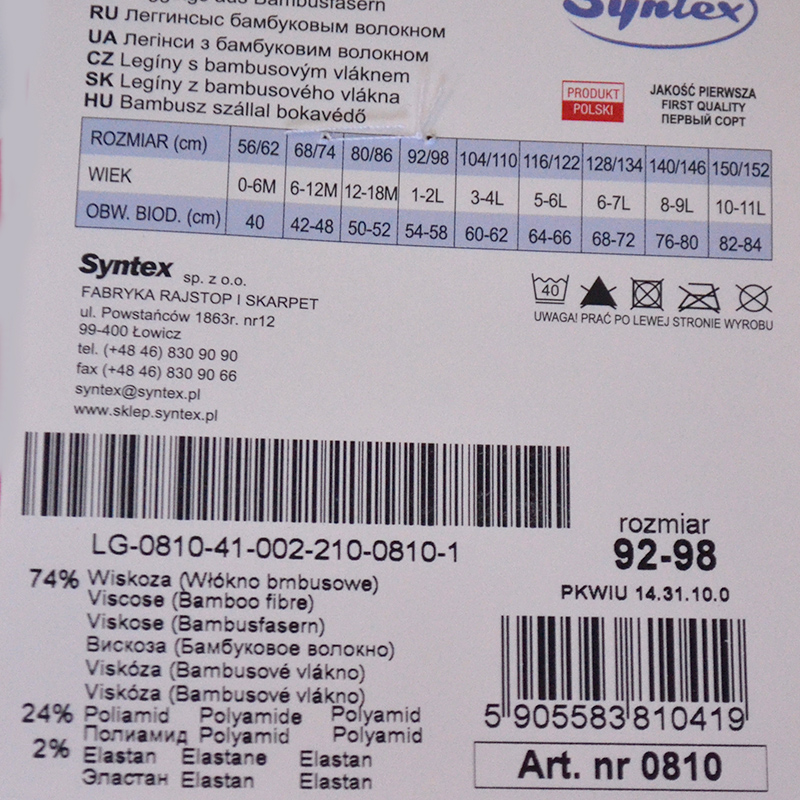 Leggings aus Bambusfasern
Syntex
RU Леггинсыс бамбуковым волокном
UA Легінси з бамбуковим волокном
CZ Legíny s bambusovým vláknem
SK Legíny z bambusového vlákna
HU Bambusz szállal bokavédő
PRODUKT
POLSKI
JAKOŚĆ PIERWSZA
FIRST QUALITY
ПЕРВЫЙ СОРТ
ROZMIAR (cm) 56/62 68/74 80/86 92/98 104/110 116/122 128/134 140/146 150/152
WIEK 0-6M 6-12M 12-18M 1-2L 3-4L 5-6L 6-7L 8-9L 10-11L
OBW. BIOD. (cm) 40 42-48 50-52 54-58 60-62 64-66 68-72 76-80 82-84
Syntex sp. z o.o.
FABRYKA RAJSTOP I SKARPET
ul. Powstańców 1863r. nr12
99-400 Łowicz
tel. (+48 46) 830 90 90
fax (+48 46) 830 90 66
syntex@syntex.pl
www.sklep.syntex.pl
40
UWAGA! PRAĆ PO LEWEJ STRONIE WYROBU
LG-0810-41-002-210-0810-1
rozmiar
92-98
PKWIU 14.31.10.0
74% Wiskoza (Włókno brnbusowe)
Viscose (Bamboo fibre)
Viskose (Bambusfasern)
Вискоза (Бамбуковое волокно)
Viskóza (Bambusové vlákno)
Viskóza (Bambusové vlákno)
24% Poliamid Polyamide Polyamid
Полиамид Polyamid Polyamid
2% Elastan Elastane Elastan
Эластан Elastan Elastan
5 905583 810419
Art. nr 0810